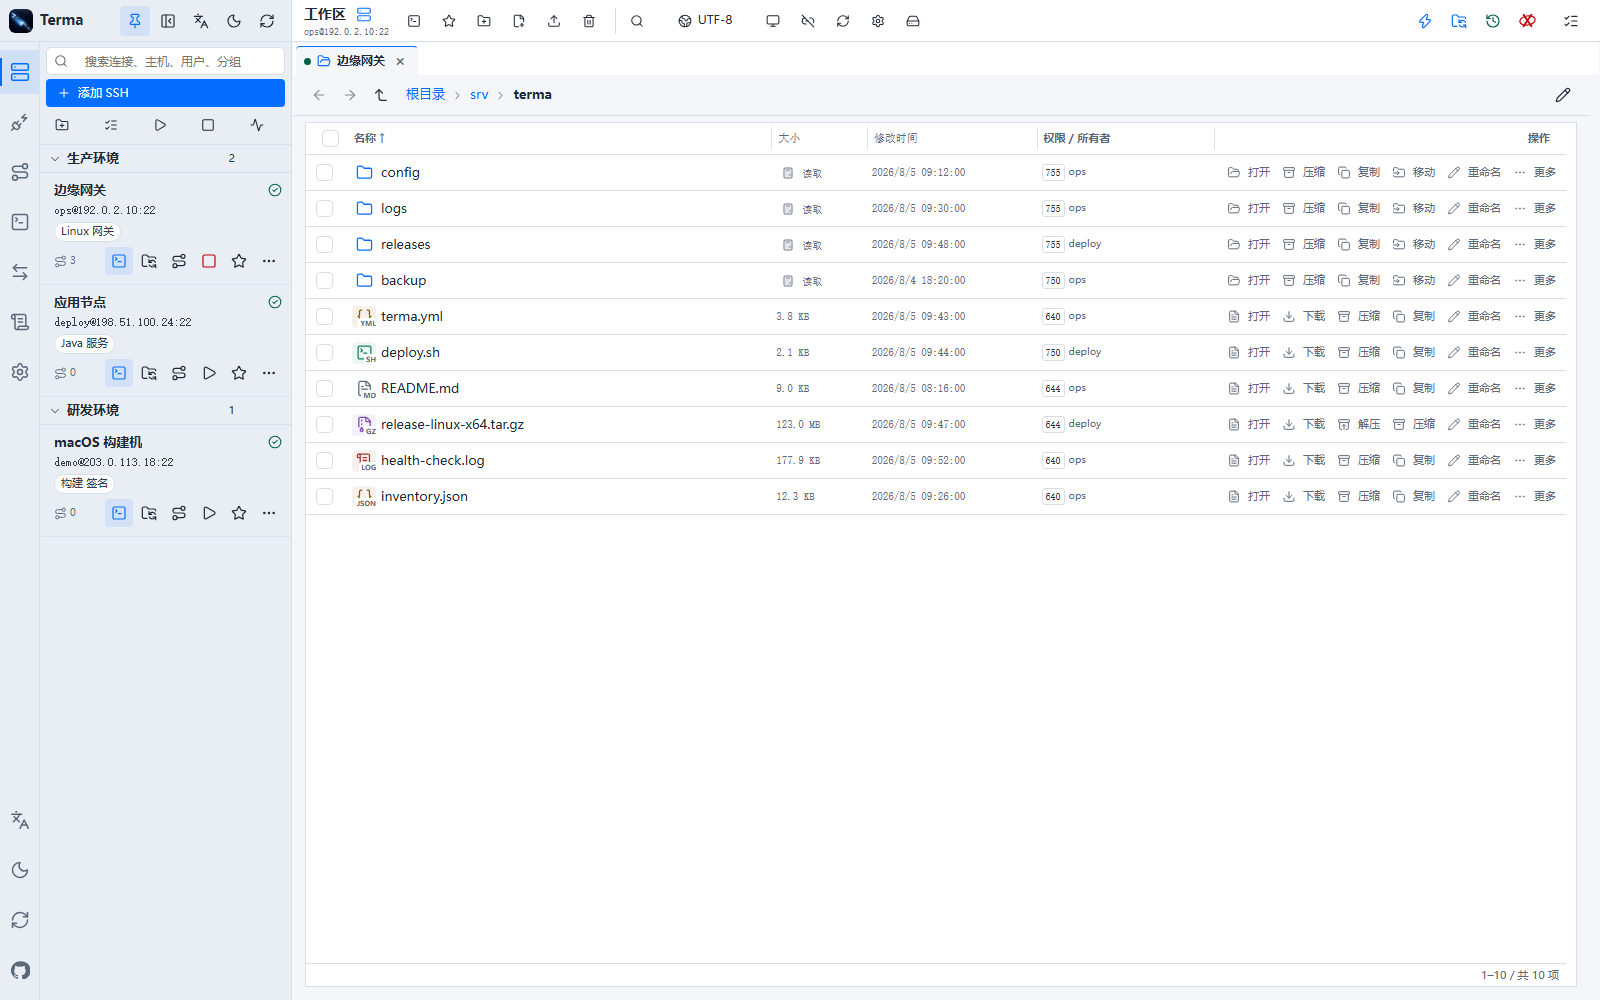 Terma
搜索连接、主机、用户、分组
添加 SSH
生产环境 2
边缘网关
ops@192.0.2.10:22
Linux 网关
3
应用节点
deploy@198.51.100.24:22
Java 服务
0
研发环境 1
macOS 构建机
demo@203.0.113.18:22
构建 签名
0
工作区
ops@192.0.2.10:22
UTF-8
边缘网关
根目录 srv terma
名称 大小 修改时间 权限 / 所有者 操作
config 读取 2026/8/5 09:12:00 755 ops 打开 压缩 复制 移动 重命名 更多
logs 读取 2026/8/5 09:30:00 755 ops 打开 压缩 复制 移动 重命名 更多
releases 读取 2026/8/5 09:48:00 755 deploy 打开 压缩 复制 移动 重命名 更多
backup 读取 2026/8/4 18:20:00 750 ops 打开 压缩 复制 移动 重命名 更多
YML terma.yml 3.8 KB 2026/8/5 09:43:00 640 ops 打开 下载 压缩 复制 重命名 更多
SH deploy.sh 2.1 KB 2026/8/5 09:44:00 750 deploy 打开 下载 压缩 复制 重命名 更多
MD README.md 9.0 KB 2026/8/5 08:16:00 644 ops 打开 下载 压缩 复制 重命名 更多
GZ release-linux-x64.tar.gz 123.0 MB 2026/8/5 09:47:00 644 deploy 打开 下载 解压 压缩 复制 重命名 更多
LOG health-check.log 177.9 KB 2026/8/5 09:52:00 640 ops 打开 下载 压缩 复制 重命名 更多
JSON inventory.json 12.3 KB 2026/8/5 09:26:00 640 ops 打开 下载 压缩 复制 重命名 更多
1–10 / 共 10 项